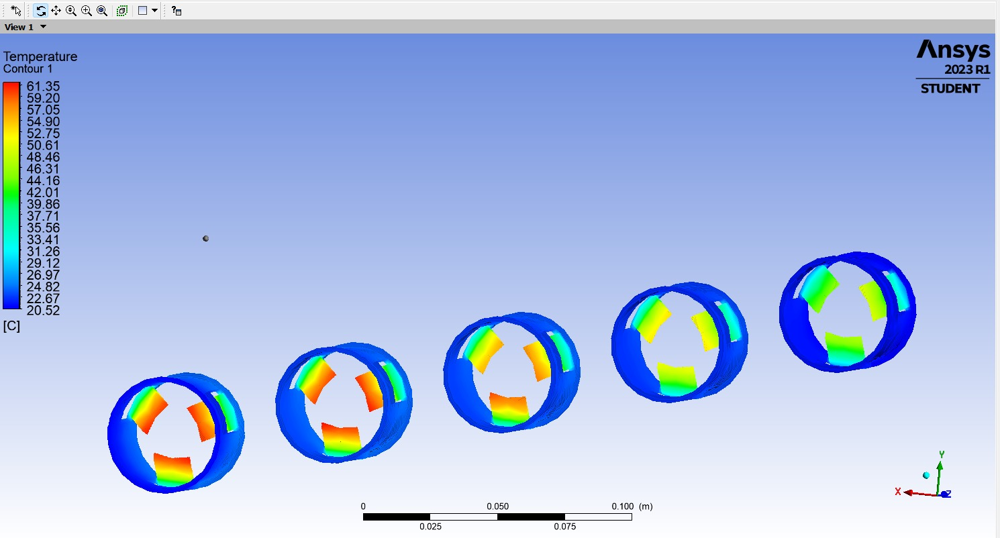 View 1
Temperature
Contour 1
61.35
59.20
57.05
54.90
52.75
50.61
48.46
46.31
44.16
42.01
39.86
37.71
35.56
33.41
31.26
29.12
26.97
24.82
22.67
20.52
[C]
Ansys
2023 R1
STUDENT
0 0.050 0.100 (m)
0.025 0.075
Y
X Z